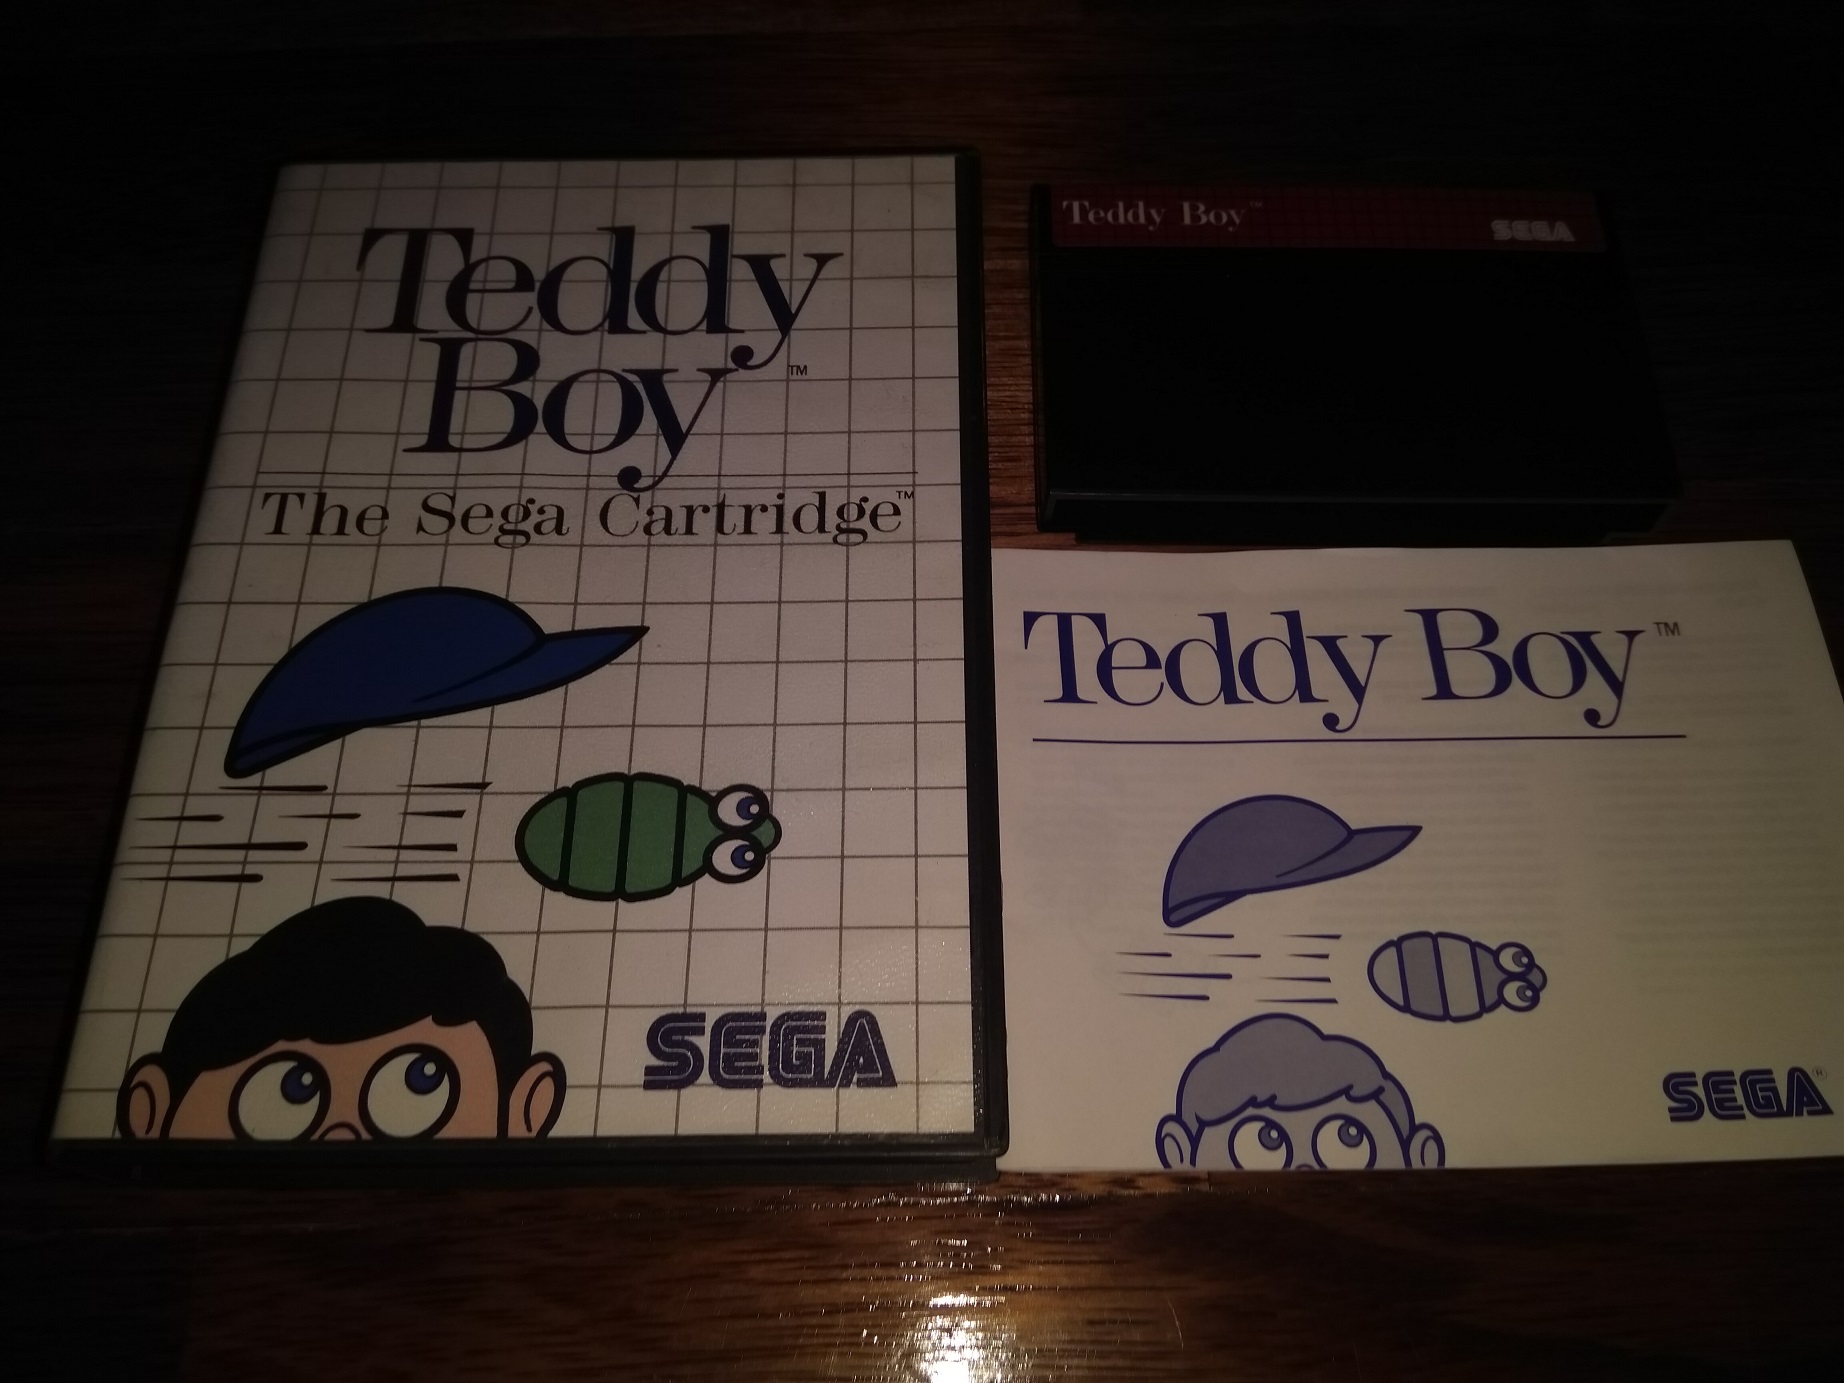 Teddy
Boy™
The Sega Cartridge™
SEGA
Teddy Boy™
SEGA
Teddy Boy™
SEGA®